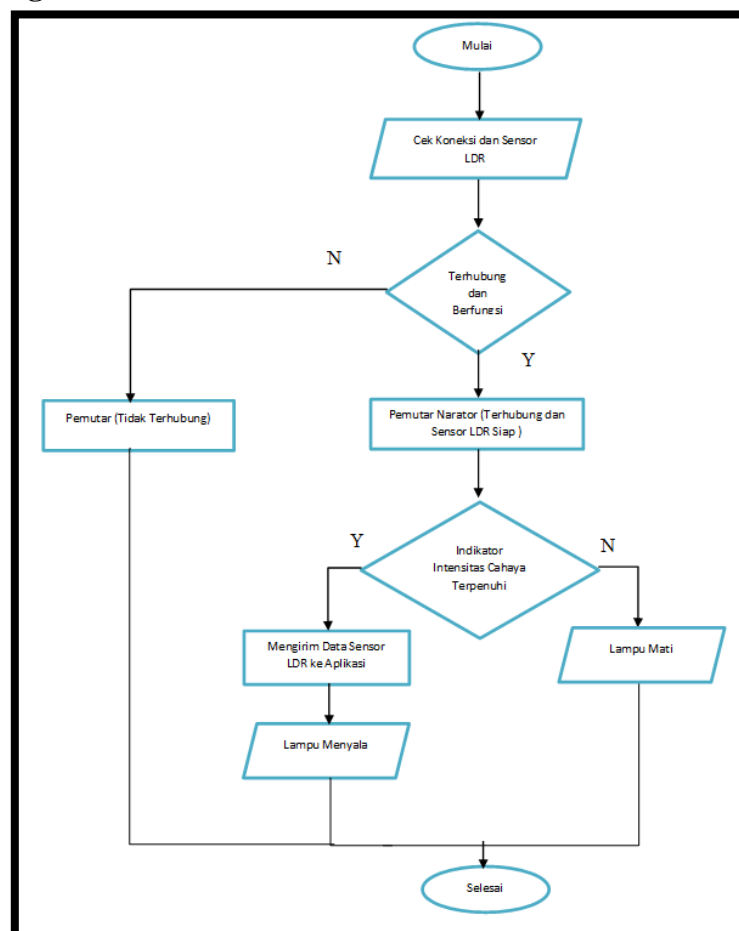 Mulai
Cek Koneksi dan Sensor
LDR
N
Terhubung
dan
Berfungsi
Y
Pemutar (Tidak Terhubung)
Pemutar Narator (Terhubung dan
Sensor LDR Siap )
Y
N
Indikator
Intensitas Cahaya
Terpenuhi
Mengirim Data Sensor
LDR ke Aplikasi
Lampu Mati
Lampu Menyala
Selesai